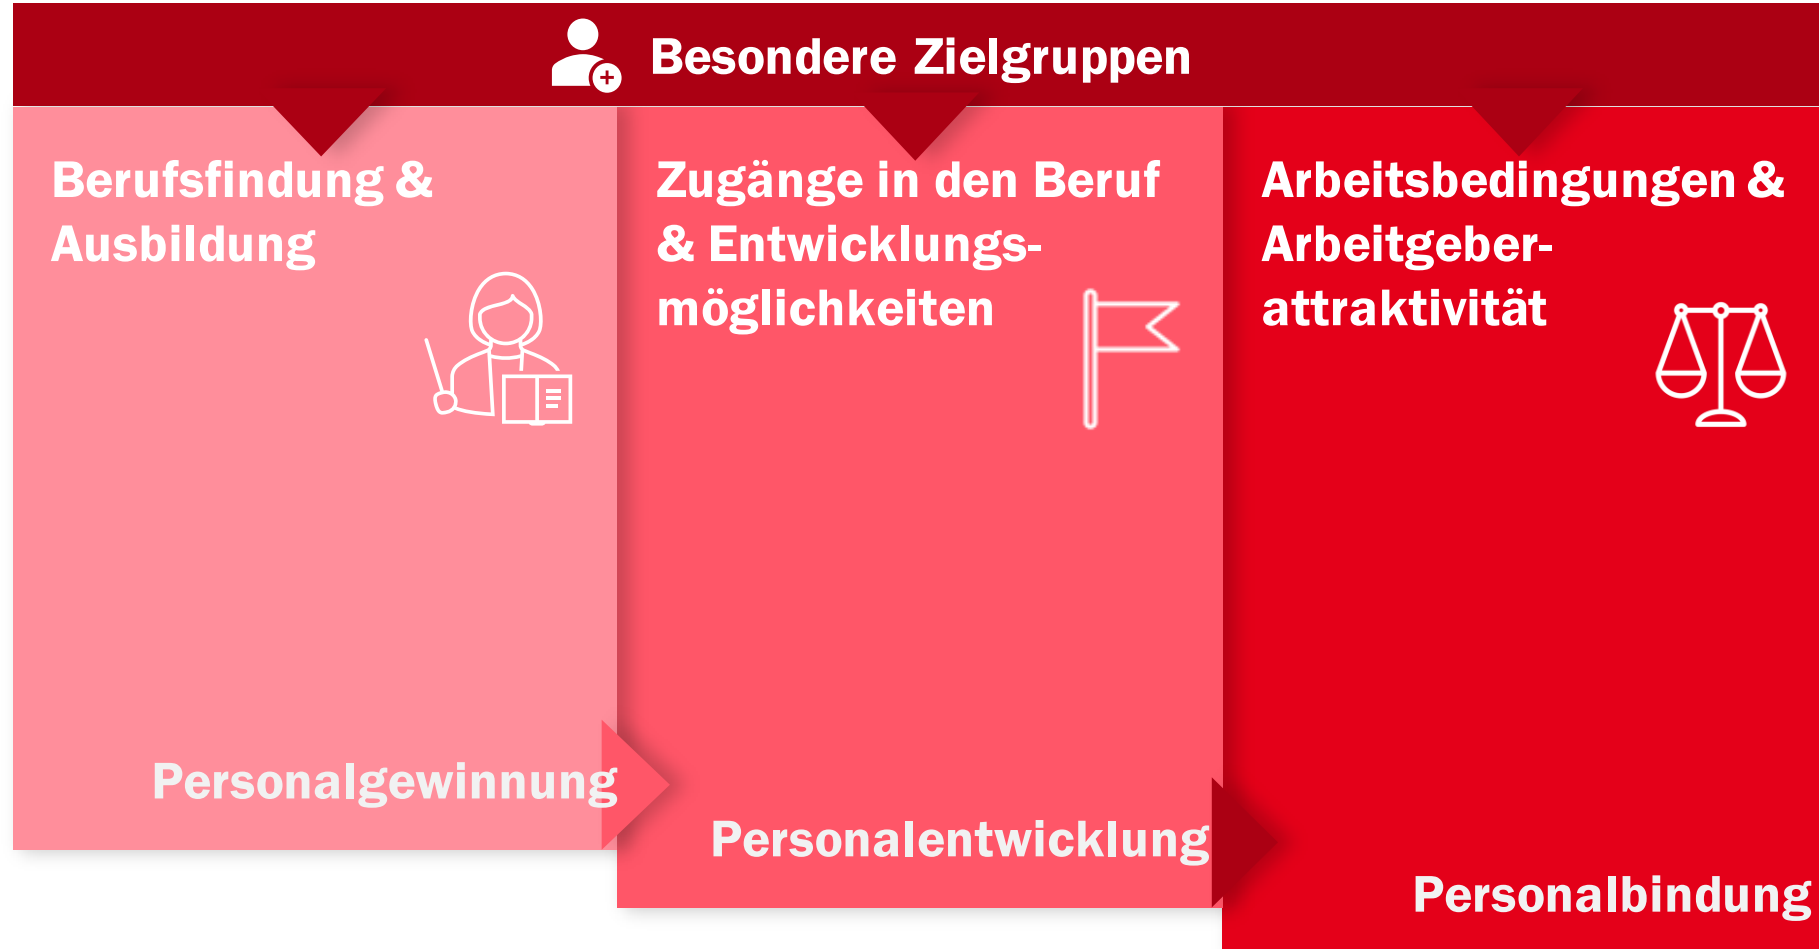 Besondere Zielgruppen
Berufsfindung &
Ausbildung
Personalgewinnung
Zugänge in den Beruf
& Entwicklungs-
möglichkeiten
Personalentwicklung
Arbeitsbedingungen &
Arbeitgeber-
attraktivität
Personalbindung